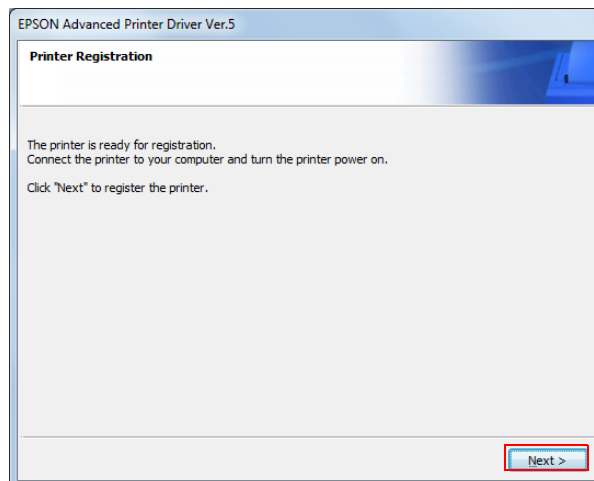 EPSON Advanced Printer Driver Ver.5
Printer Registration
The printer is ready for registration.
Connect the printer to your computer and turn the printer power on.
Click "Next" to register the printer.
Next >